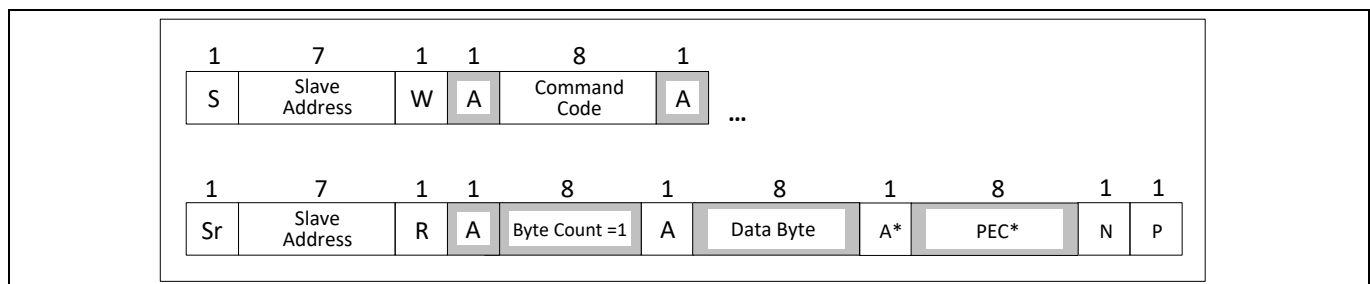 1 7 1 1 8 1
S Slave Address W A Command Code A ...
1 7 1 1 8 1 8 1 8 1 1
Sr Slave Address R A Byte Count =1 A Data Byte A* PEC* N P